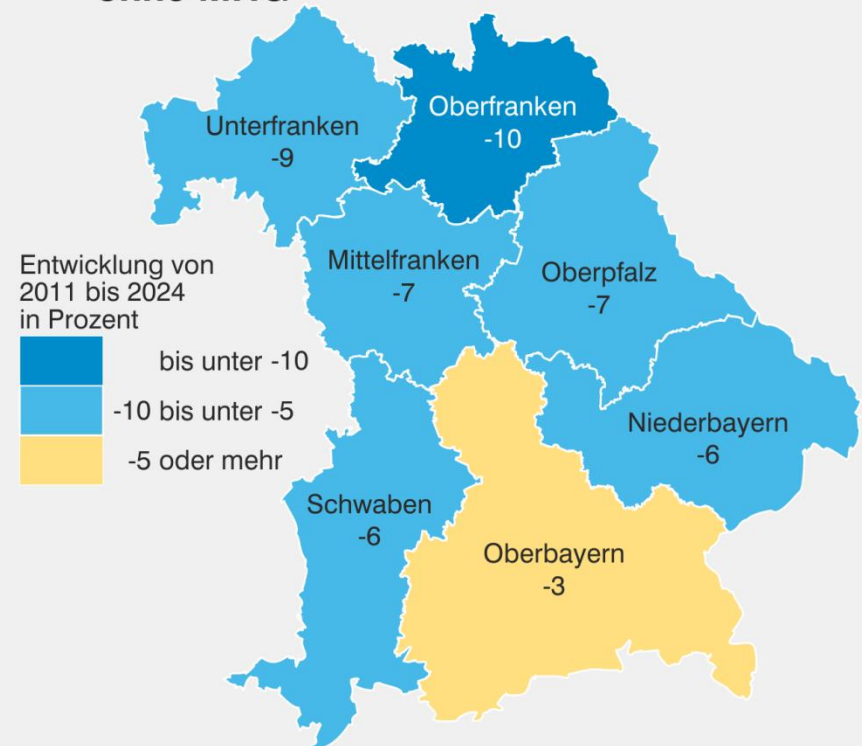 Unterfranken
-9
Oberfranken
-10
Mittelfranken
-7
Oberpfalz
-7
Entwicklung von
2011 bis 2024
in Prozent
bis unter -10
-10 bis unter -5
-5 oder mehr
Niederbayern
-6
Schwaben
-6
Oberbayern
-3